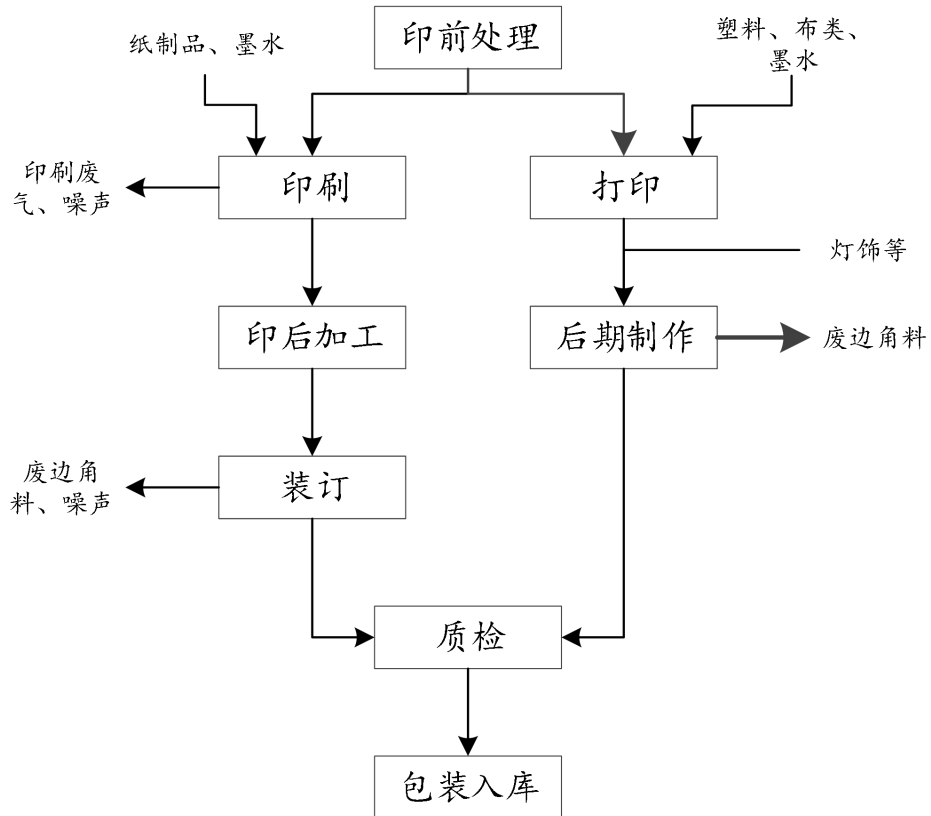 印前处理
纸制品、墨水
塑料、布类、
墨水
印刷废
气、噪声
印刷
打印
灯饰等
印后加工
后期制作
废边角料
废边角
料、噪声
装订
质检
包装入库